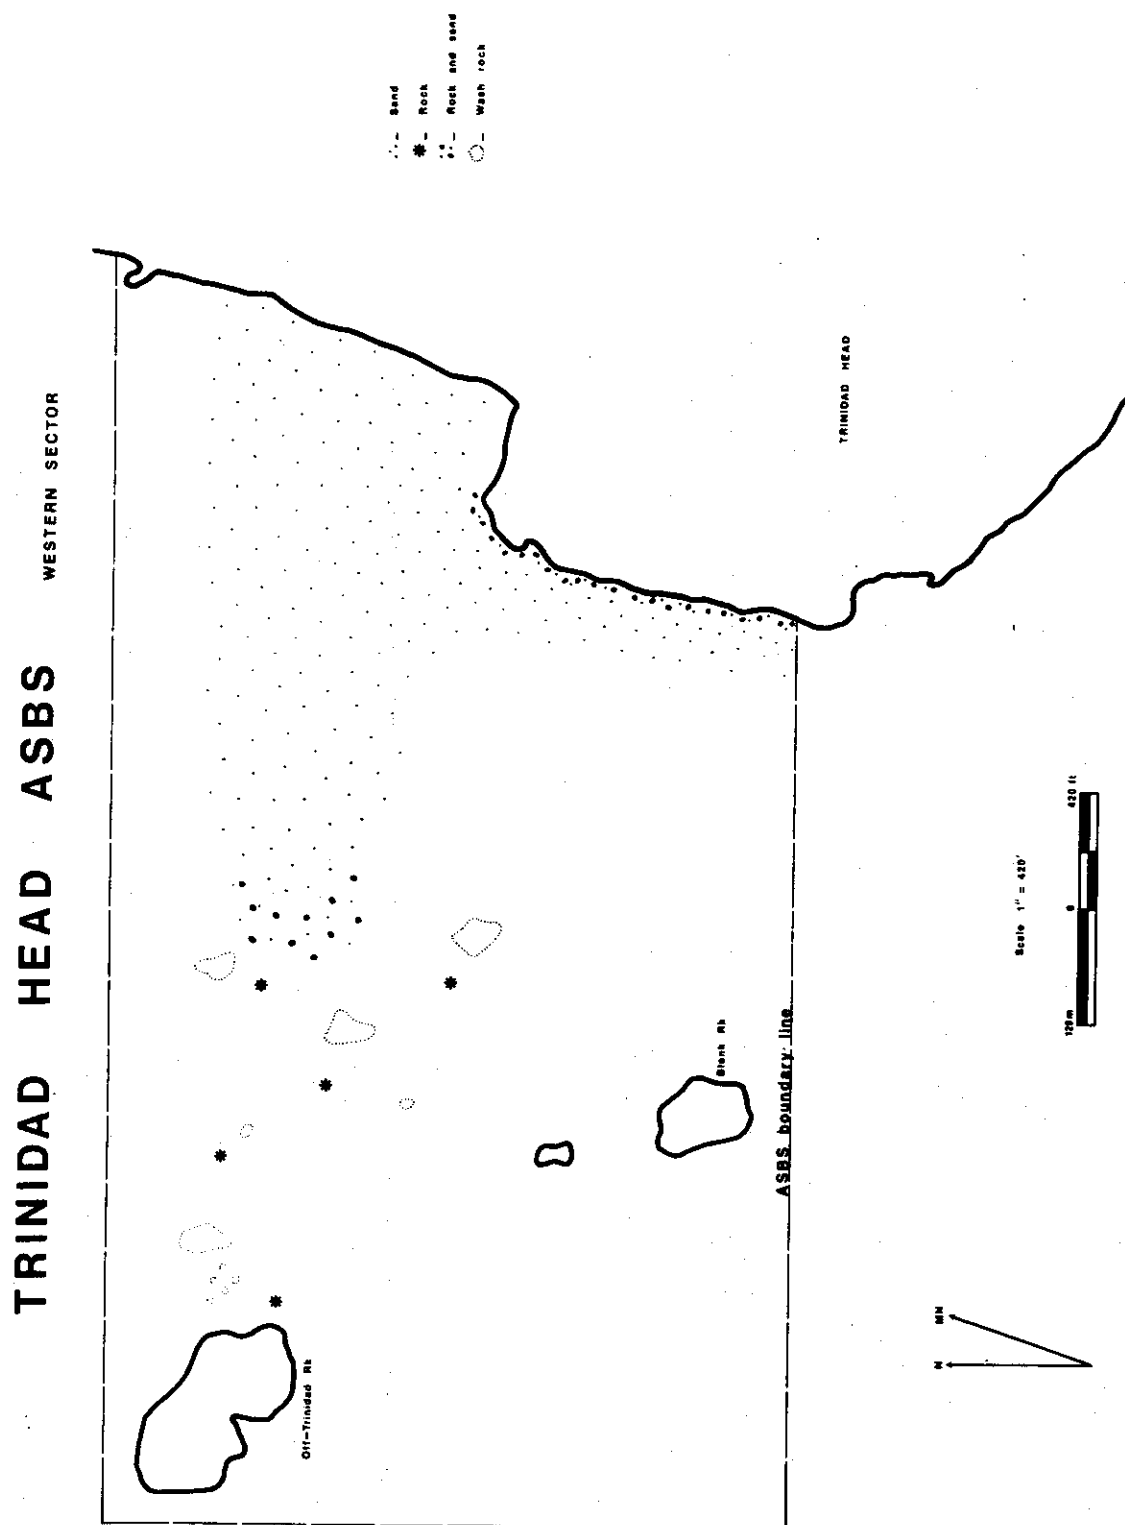 TRINIDAD HEAD ASBS
WESTERN SECTOR
Sand
Rock
Rock and sand
Wash rock
TRINIDAD HEAD
Off-Trinidad Rk
Blank Rk
ASBS boundary line
Scale 1" = 420'
120m 0 420 ft
N MN